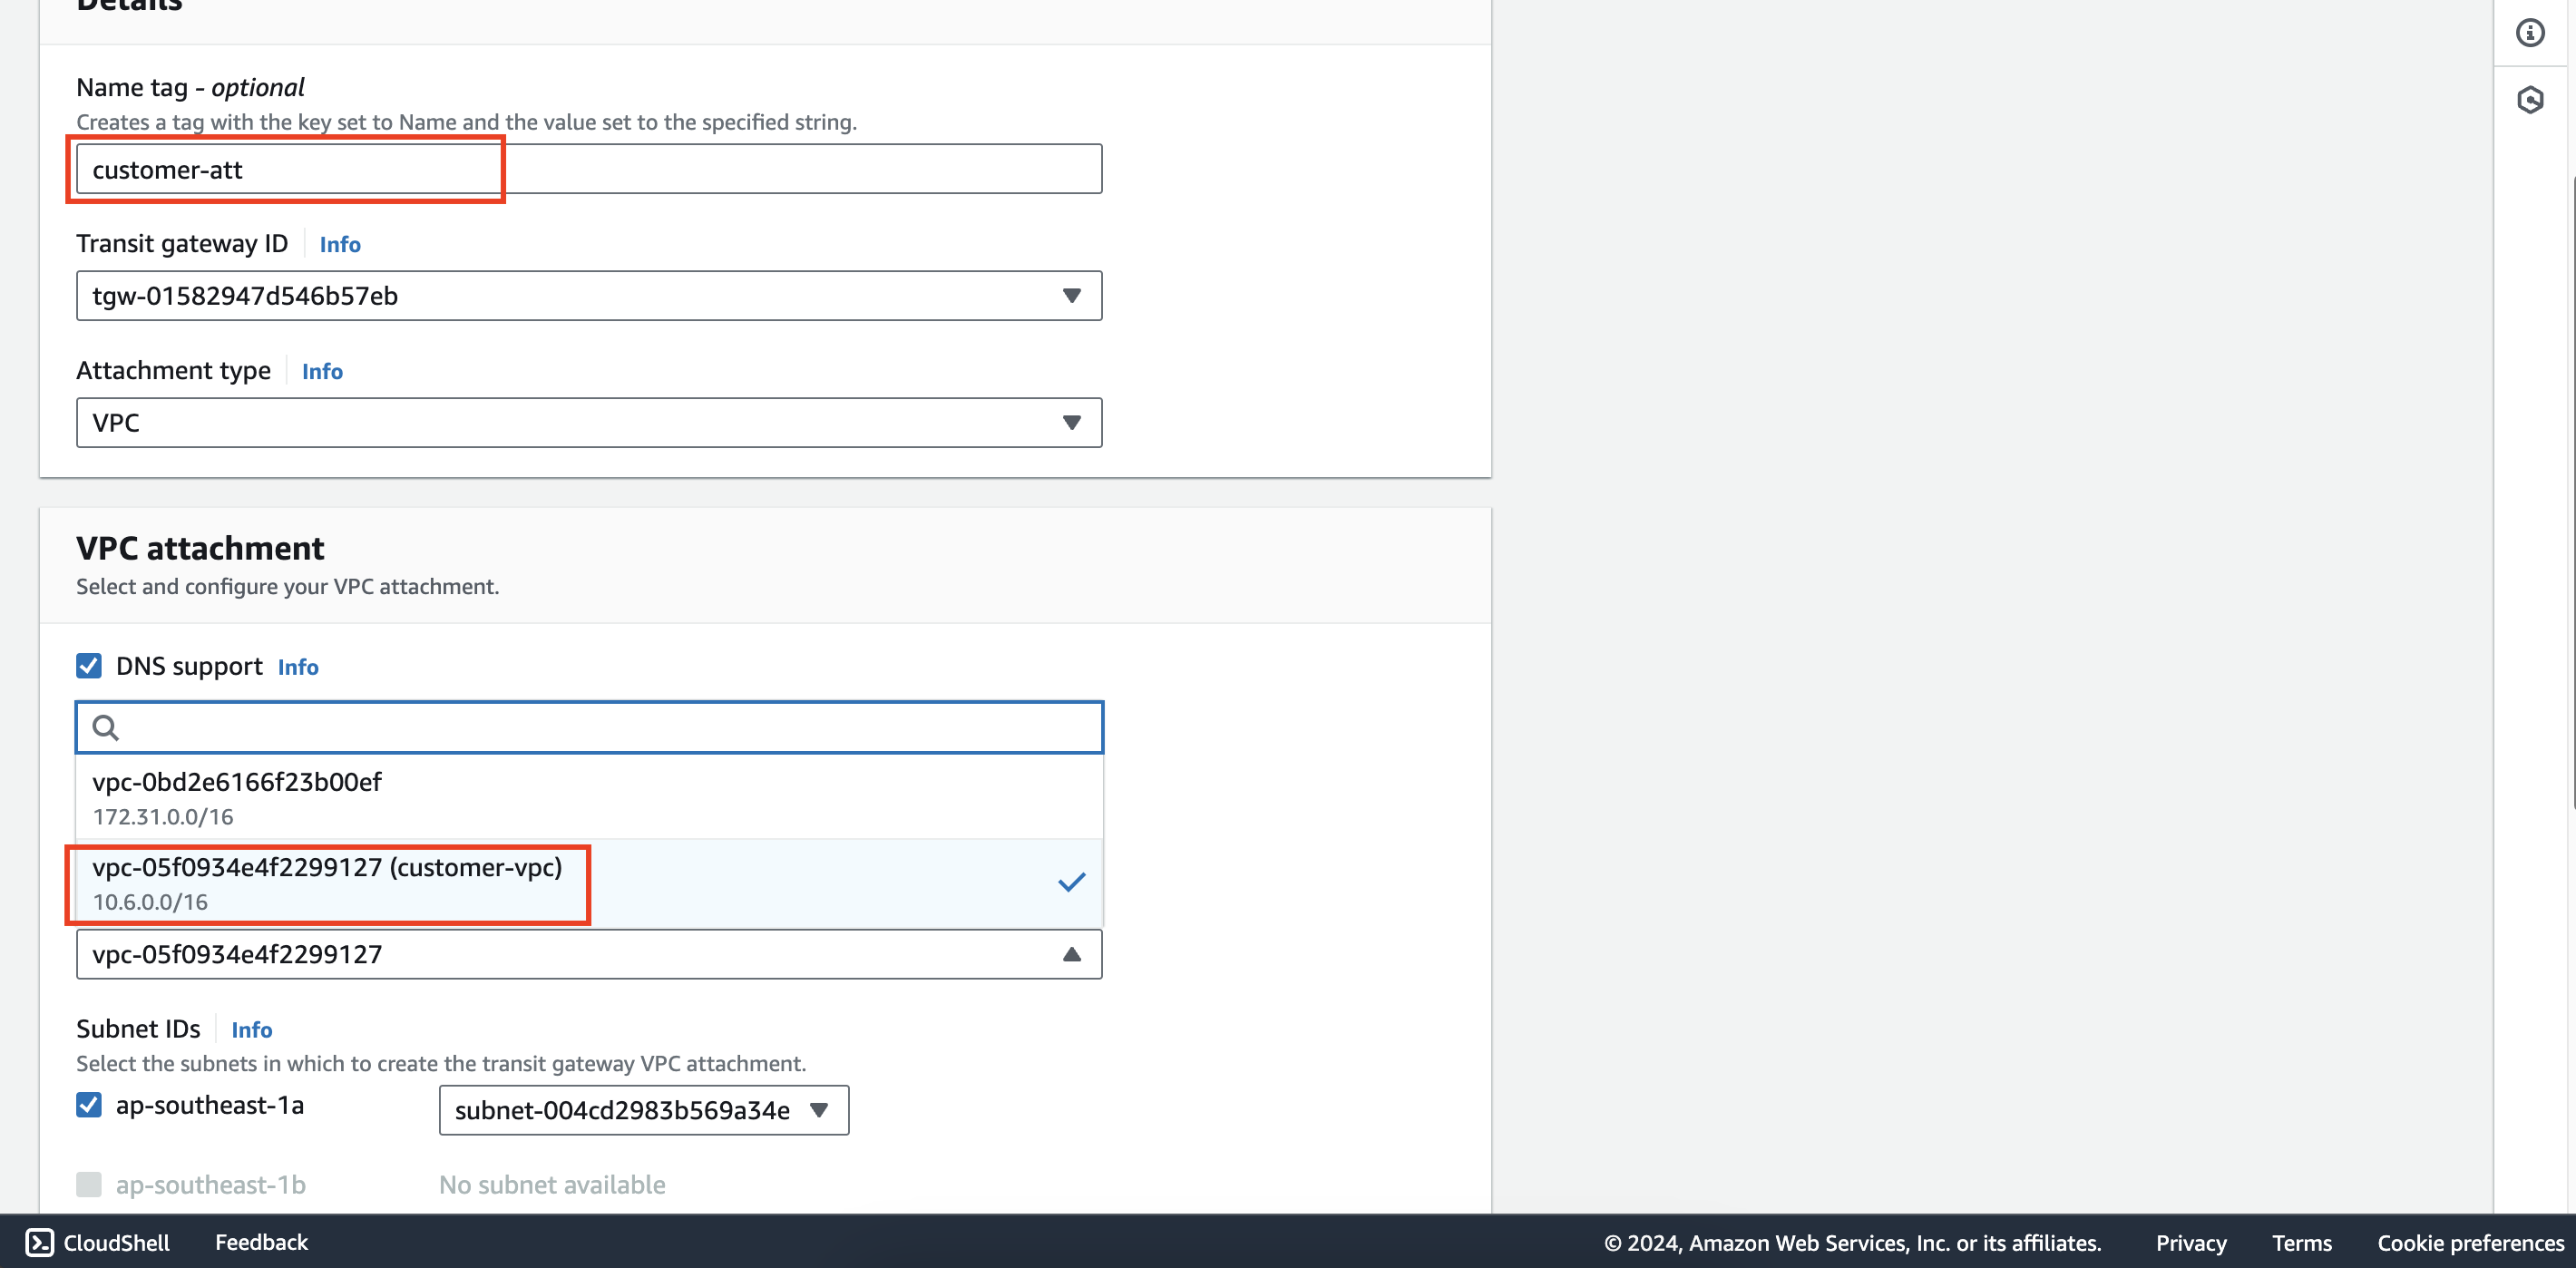 Details
Name tag - optional
Creates a tag with the key set to Name and the value set to the specified string.
customer-att
Transit gateway ID Info
tgw-01582947d546b57eb
Attachment type Info
VPC
VPC attachment
Select and configure your VPC attachment.
DNS support Info
vpc-0bd2e6166f23b00ef
172.31.0.0/16
vpc-05f0934e4f2299127 (customer-vpc)
10.6.0.0/16
vpc-05f0934e4f2299127
Subnet IDs Info
Select the subnets in which to create the transit gateway VPC attachment.
ap-southeast-1a subnet-004cd2983b569a34e
ap-southeast-1b No subnet available
CloudShell Feedback © 2024, Amazon Web Services, Inc. or its affiliates. Privacy Terms Cookie preferences